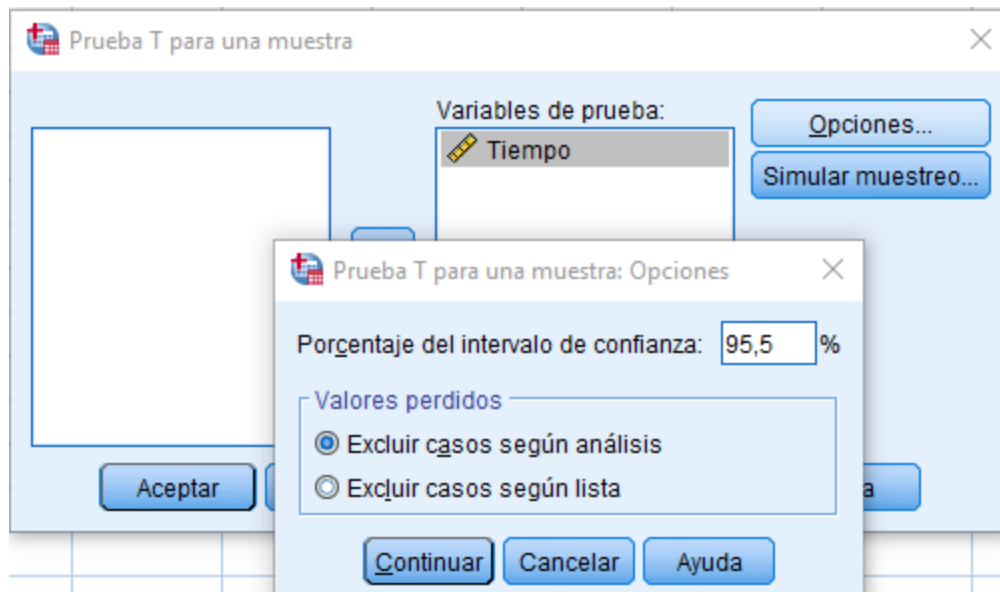 Prueba T para una muestra
Variables de prueba:
Tiempo
Opciones...
Simular muestreo...
Prueba T para una muestra: Opciones
Porcentaje del intervalo de confianza: 95,5 %
Valores perdidos
Excluir casos según análisis
Excluir casos según lista
Aceptar
a
Continuar Cancelar Ayuda